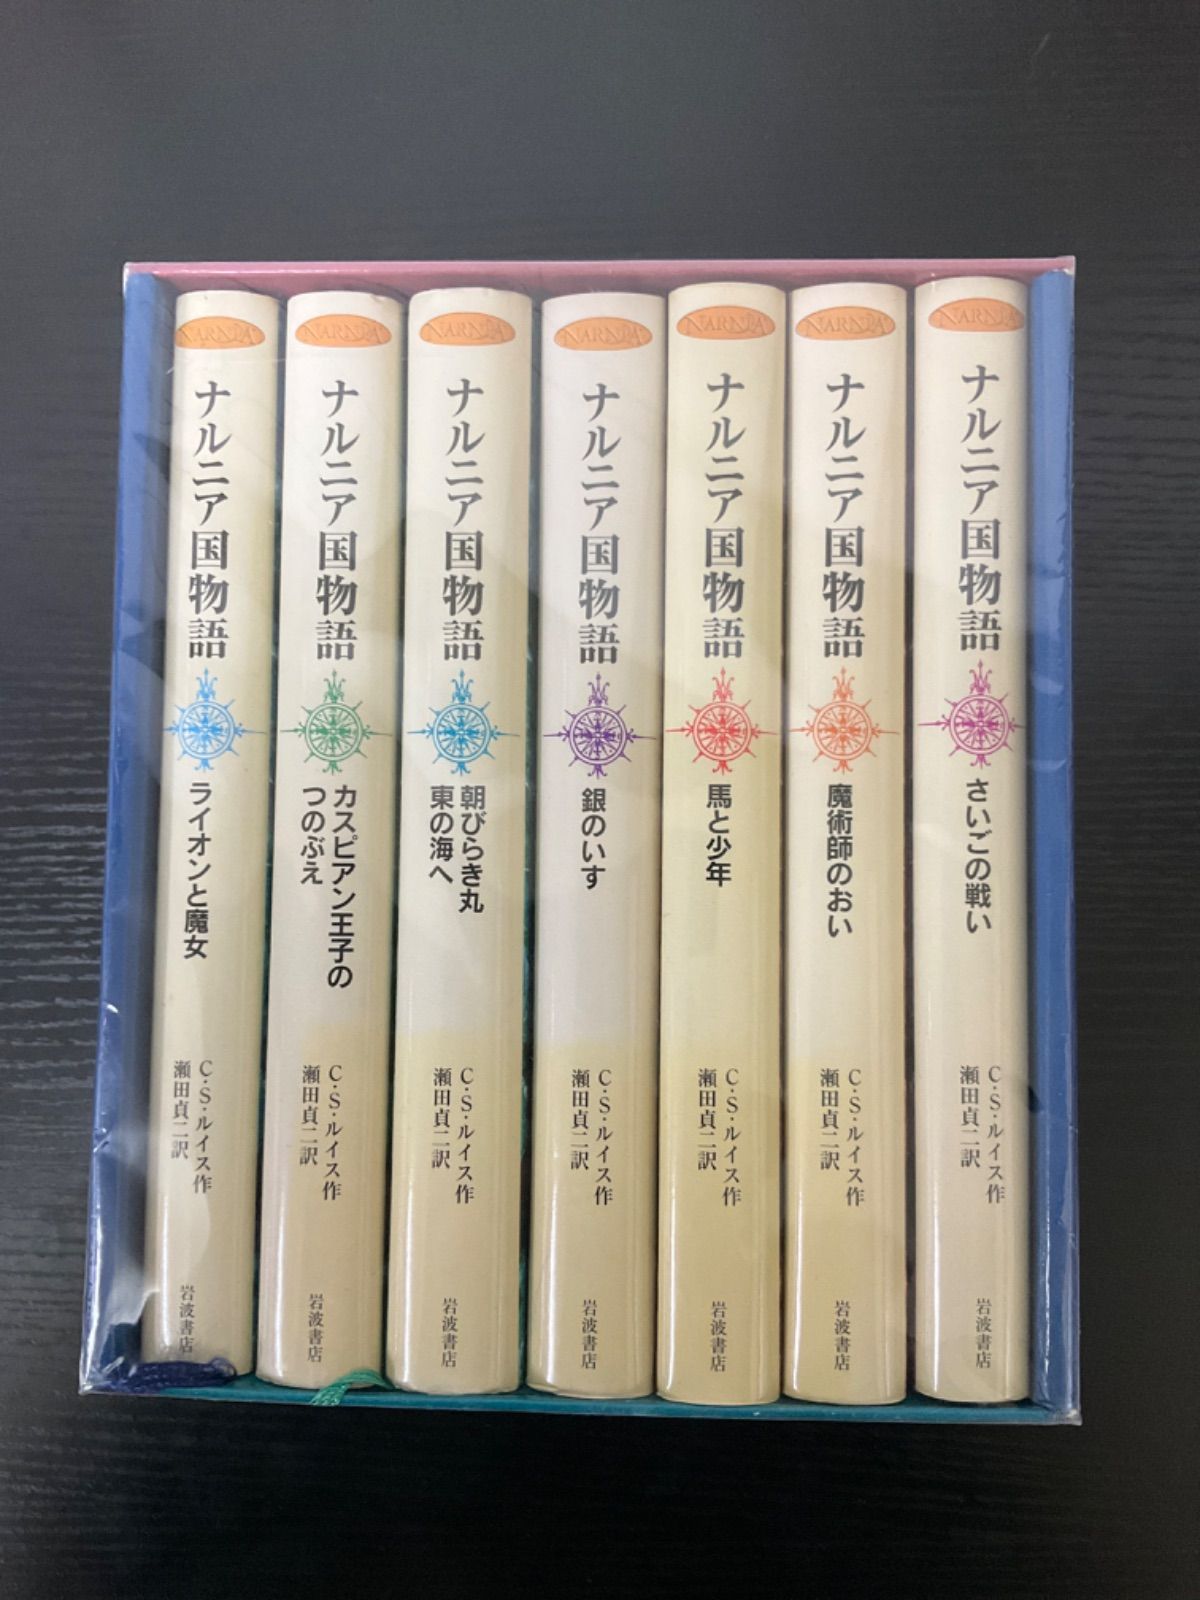 NARNIA
ナルニア国物語
ライオンと魔女
C・S・ルイス作
瀬田貞二訳
岩波書店
NARNIA
ナルニア国物語
カスピアン王子の
つのぶえ
C・S・ルイス作
瀬田貞二訳
岩波書店
NARNIA
ナルニア国物語
朝びらき丸
東の海へ
C・S・ルイス作
瀬田貞二訳
岩波書店
NARNIA
ナルニア国物語
銀のいす
C・S・ルイス作
瀬田貞二訳
岩波書店
NARNIA
ナルニア国物語
馬と少年
C・S・ルイス作
瀬田貞二訳
岩波書店
NARNIA
ナルニア国物語
魔術師のおい
C・S・ルイス作
瀬田貞二訳
岩波書店
NARNIA
ナルニア国物語
さいごの戦い
C・S・ルイス作
瀬田貞二訳
岩波書店